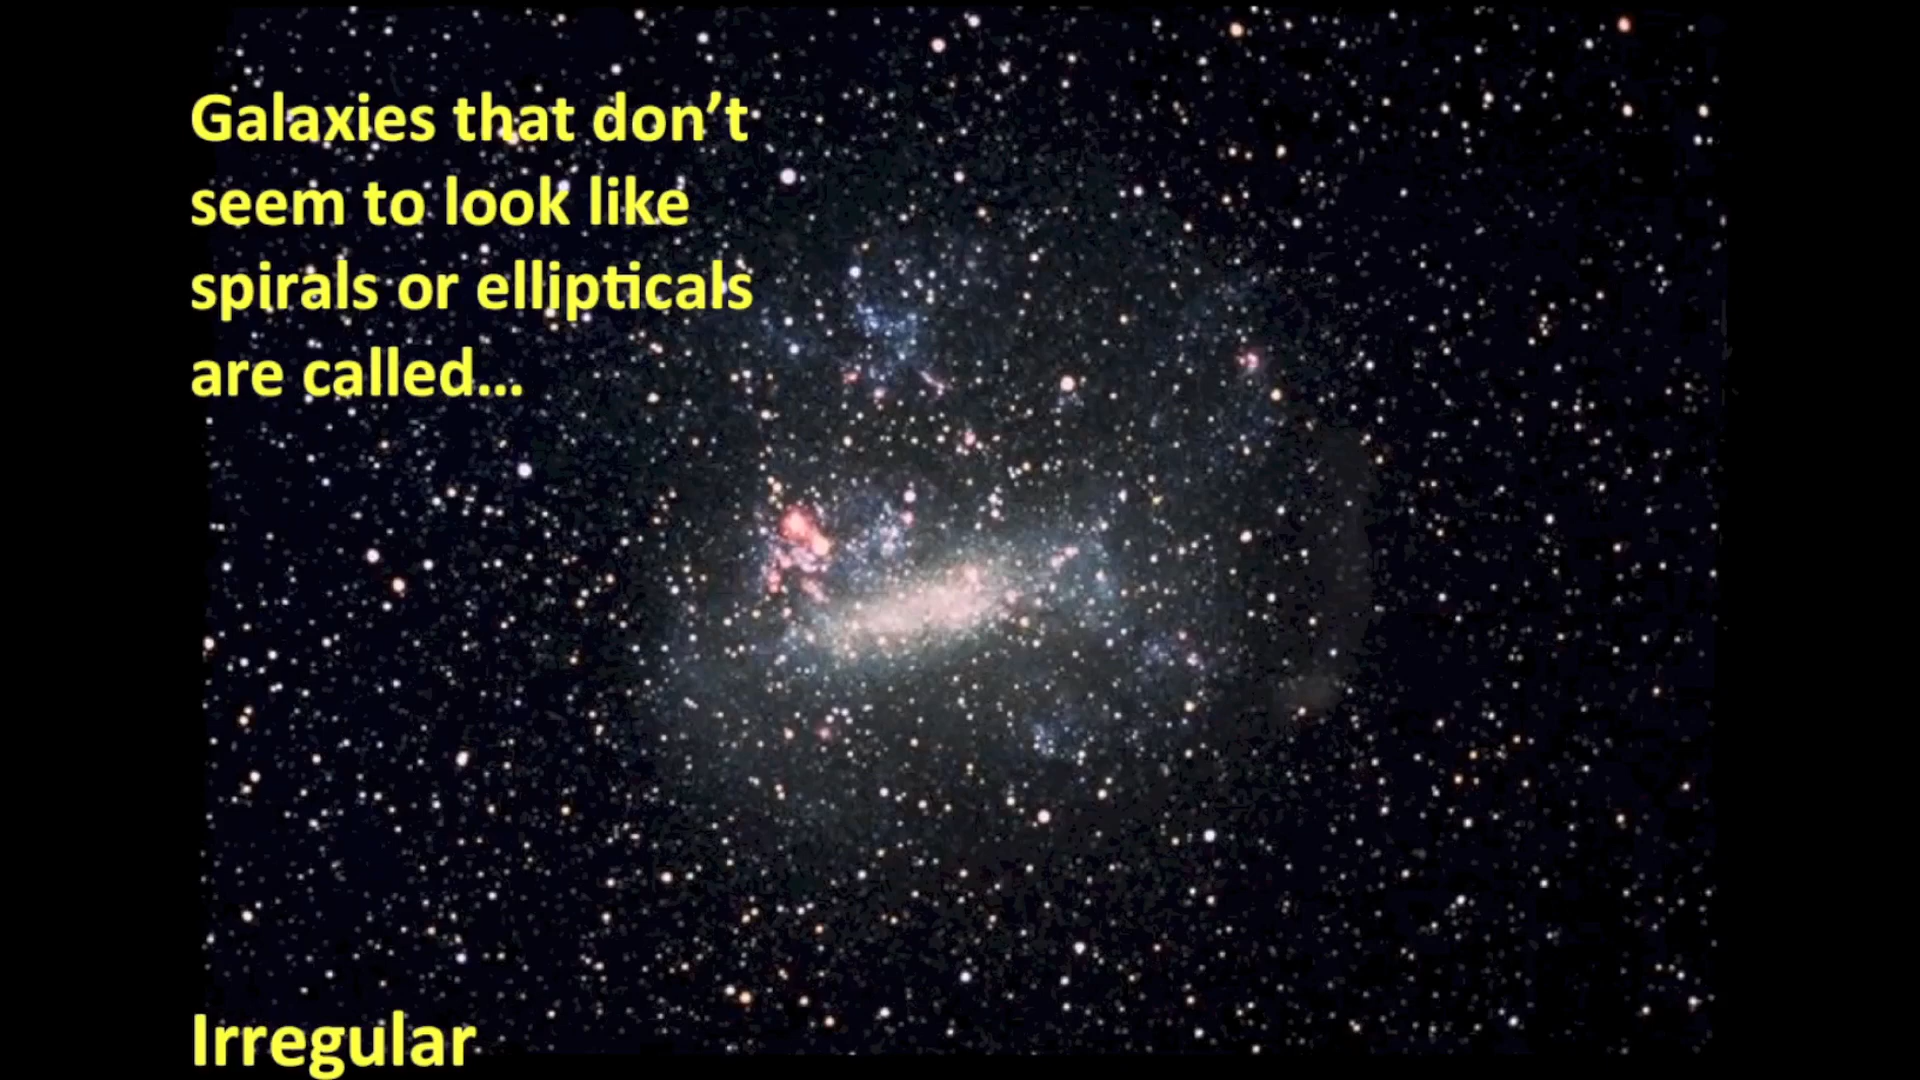 Galaxies that don’t
seem to look like
spirals or ellipticals
are called…
Irregular